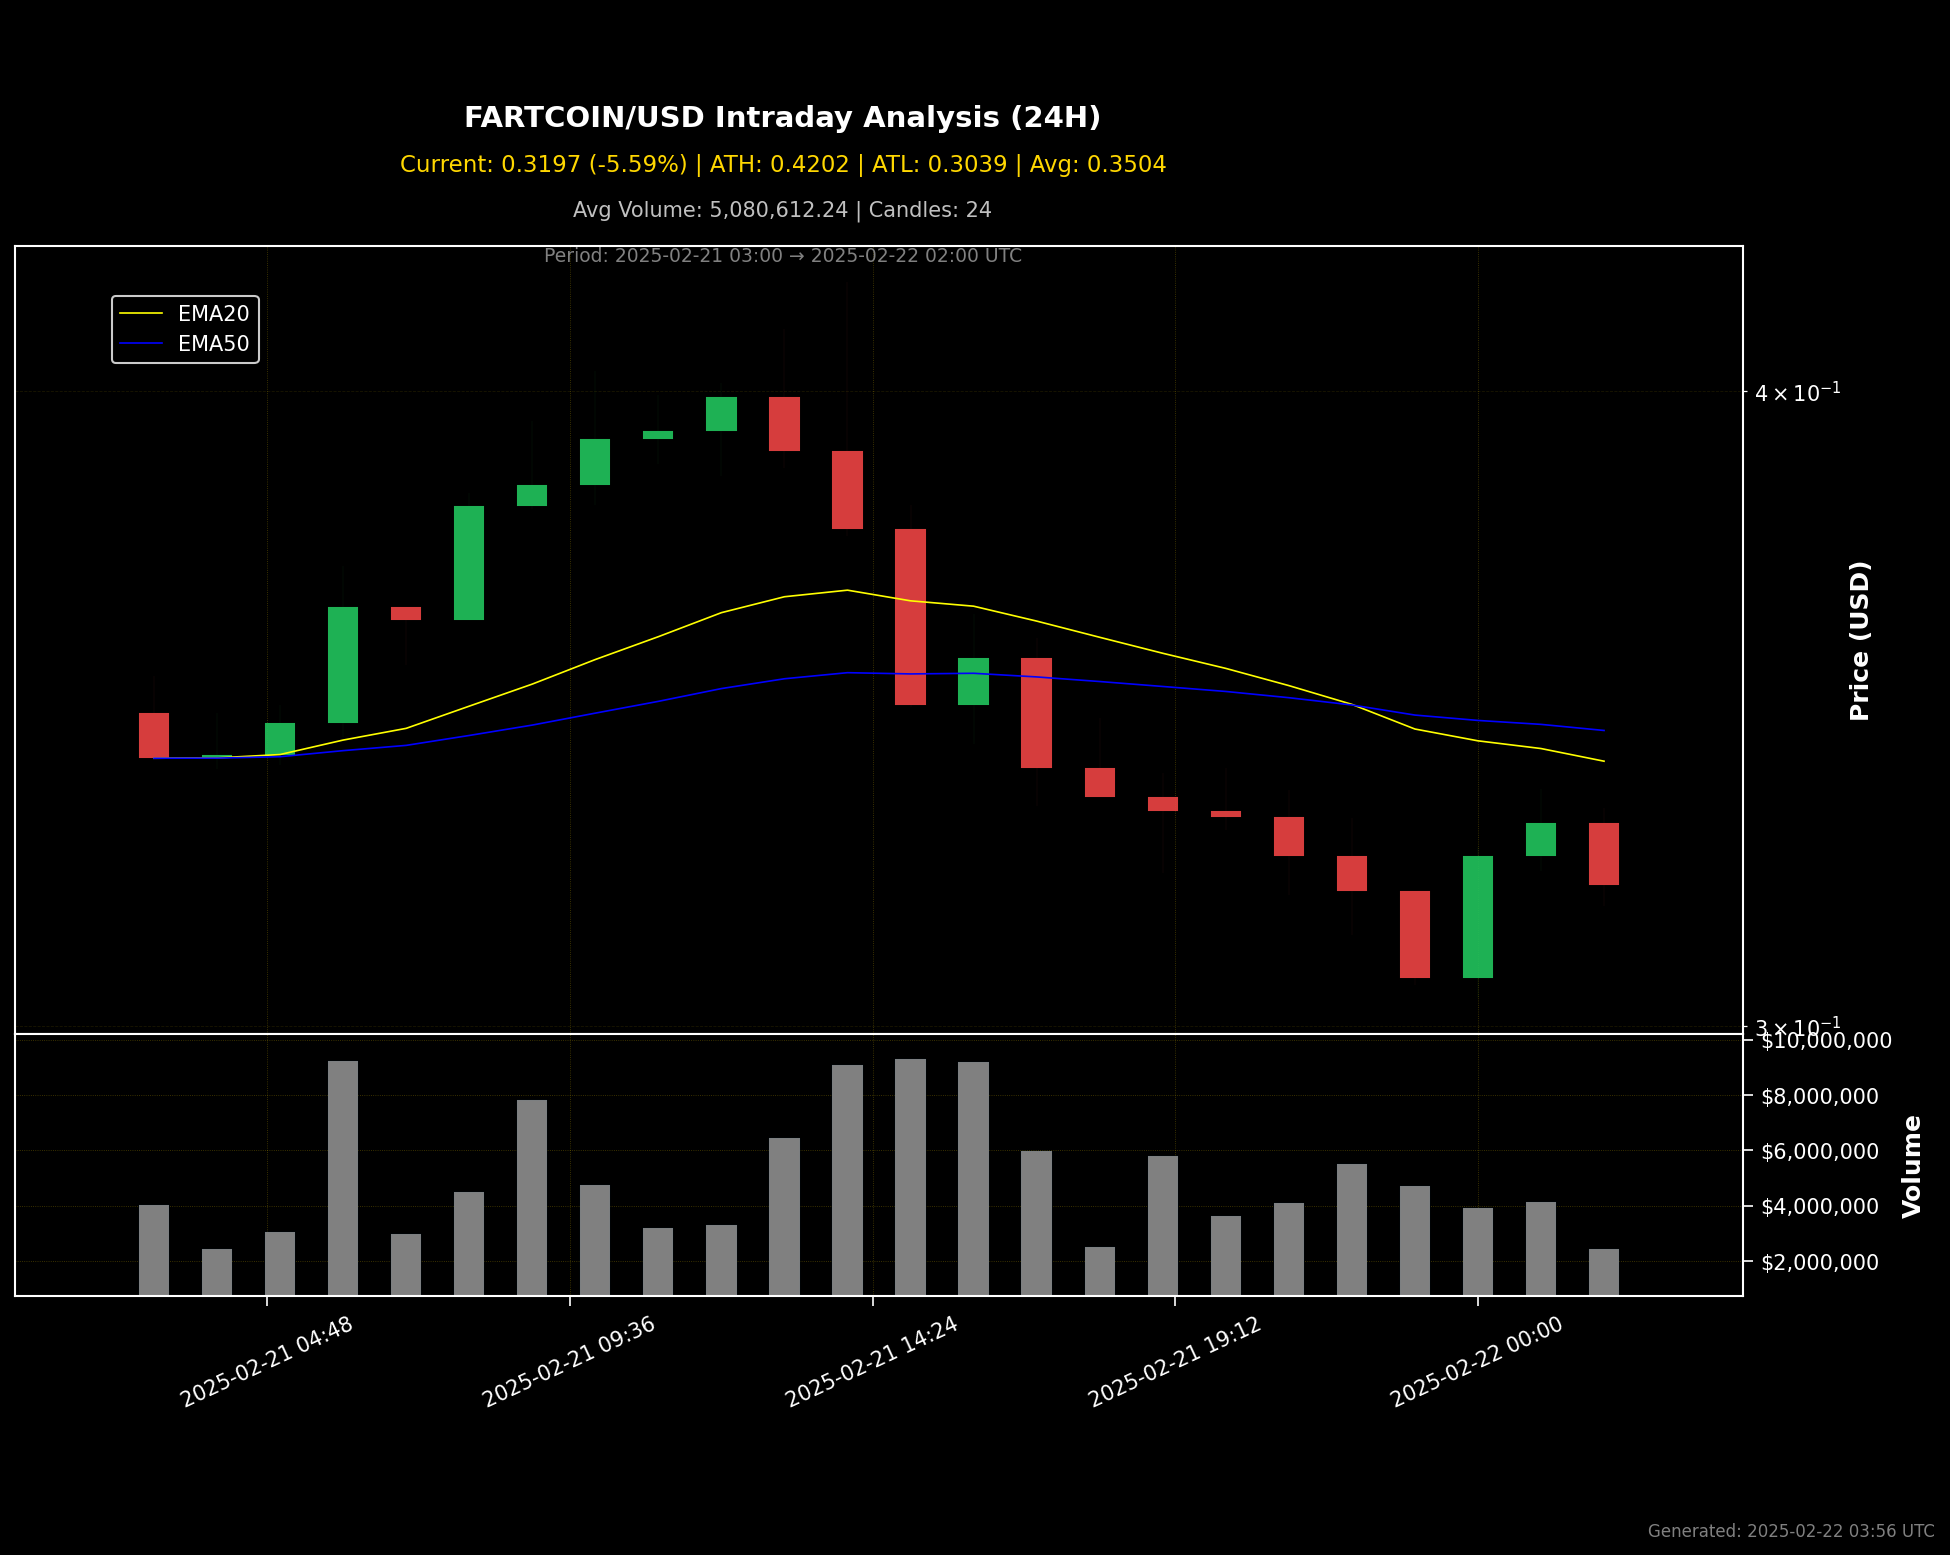 FARTCOIN/USD Intraday Analysis (24H)
Current: 0.3197 (-5.59%) | ATH: 0.4202 | ATL: 0.3039 | Avg: 0.3504
Avg Volume: 5,080,612.24 | Candles: 24
Period: 2025-02-21 03:00 → 2025-02-22 02:00 UTC
EMA20
EMA50
4 × 10⁻¹
Price (USD)
3 × 10⁻¹
$10,000,000
$8,000,000
$6,000,000
$4,000,000
$2,000,000
Volume
2025-02-21 04:48
2025-02-21 09:36
2025-02-21 14:24
2025-02-21 19:12
2025-02-22 00:00
Generated: 2025-02-22 03:56 UTC